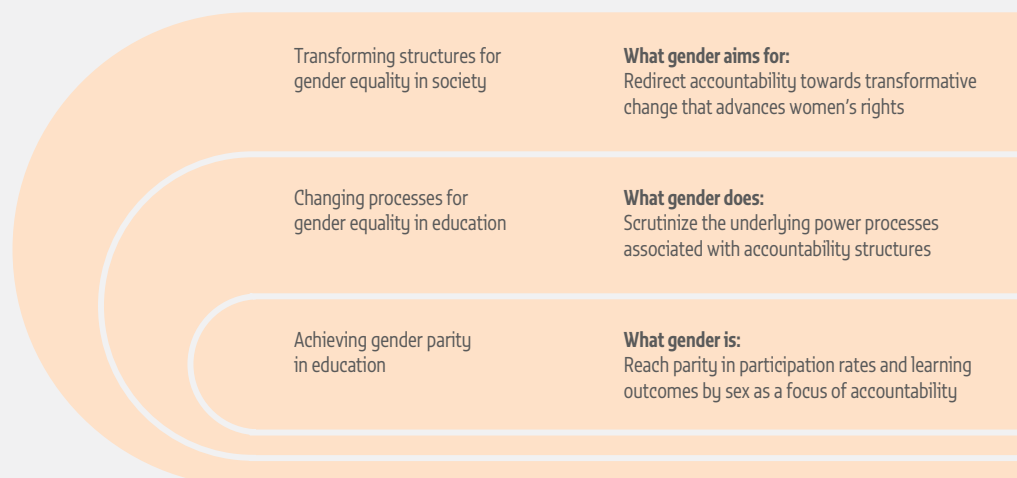 Transforming structures for
gender equality in society
What gender aims for:
Redirect accountability towards transformative
change that advances women's rights
Changing processes for
gender equality in education
What gender does:
Scrutinize the underlying power processes
associated with accountability structures
Achieving gender parity
in education
What gender is:
Reach parity in participation rates and learning
outcomes by sex as a focus of accountability